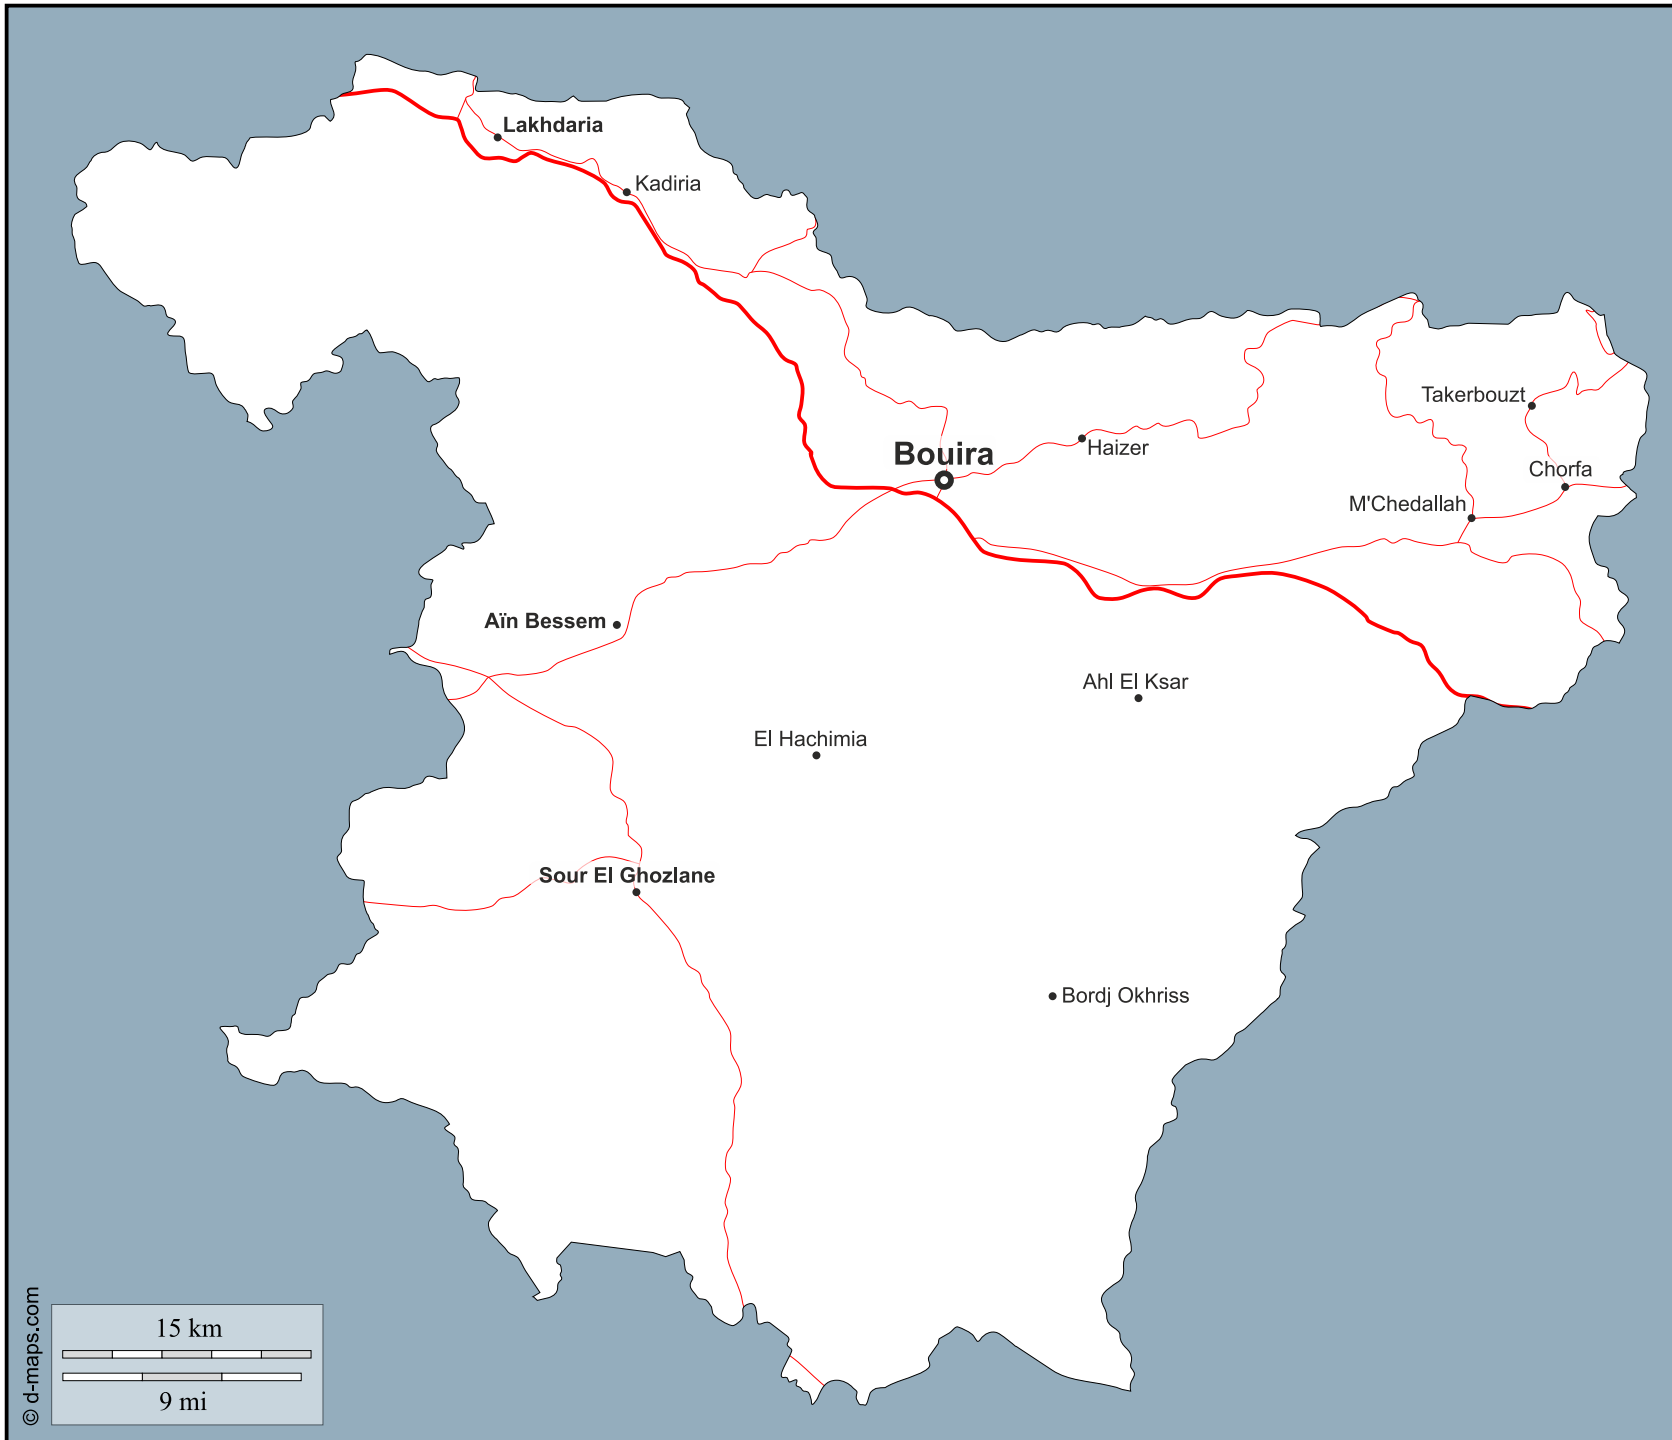 Lakhdaria
Kadiria
Takerbouzt
Bouira
Haizer
Chorfa
M'Chedallah
Aïn Bessem
Ahl El Ksar
El Hachimia
Sour El Ghozlane
Bordj Okhriss
15 km
9 mi
© d-maps.com